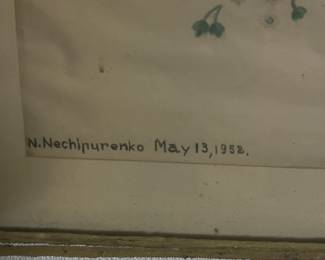 N. Nechipurenko May 13, 1952.